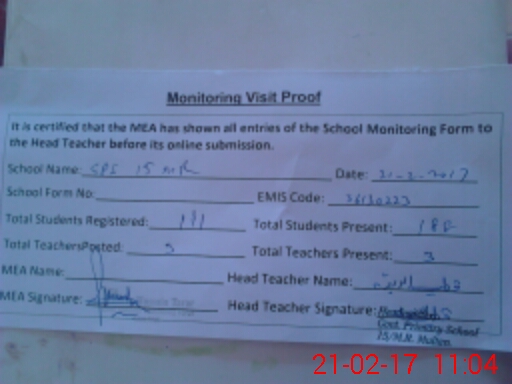 Monitoring Visit Proof
It is certified that the MEA has shown all entries of the School Monitoring Form to
the Head Teacher before its online submission.
School Name: GPS 15 M.R Date: 21-2-2017
School Form No: EMIS Code:
Total Students Registered: Total Students Present:
Total TeachersPosted: 3 Total Teachers Present: 3
MEA Name: Head Teacher Name:
MEA Signature: Head Teacher Signature:
Govt. Primary School
15/M.R. Multan
21-02-17 11:04